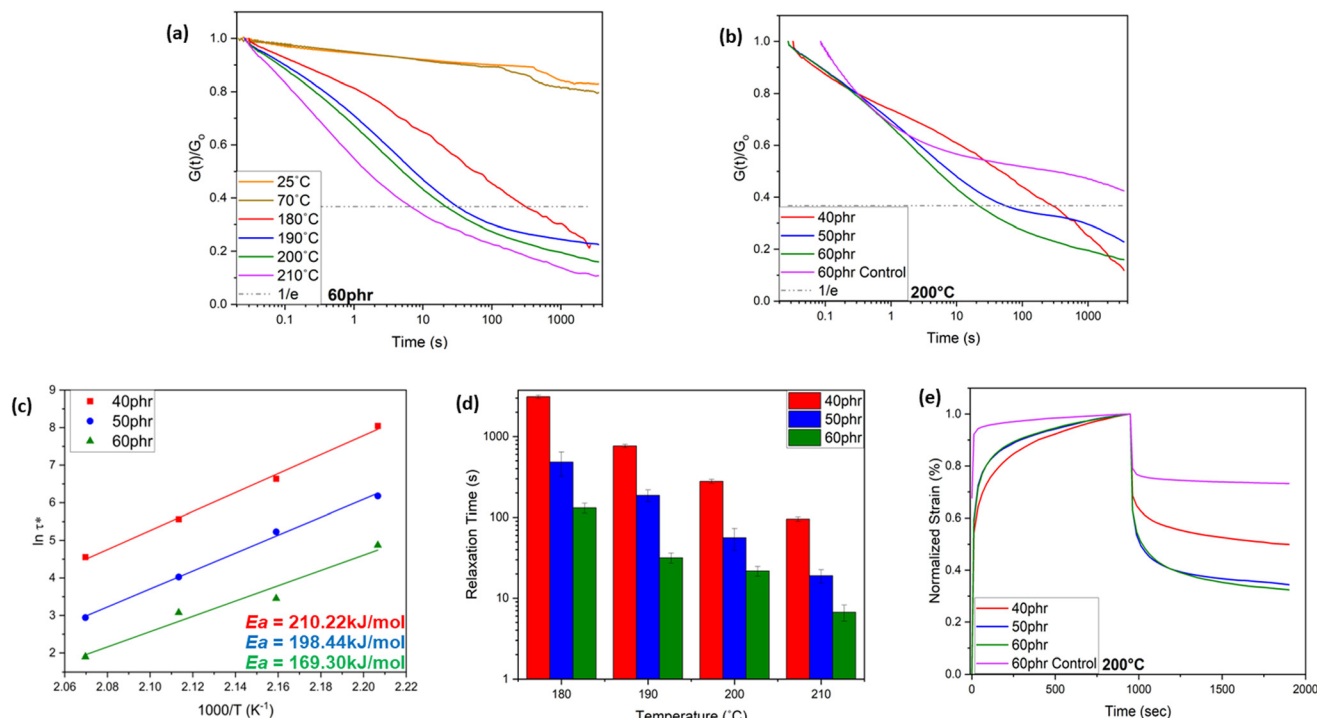 (a)
G(t)/Go
1.0
0.8
0.6
0.4
0.2
0.0
25°C
70°C
180°C
190°C
200°C
210°C
1/e
60phr
0.1 1 10 100 1000
Time (s)
(b)
G(t)/Go
1.0
0.8
0.6
0.4
0.2
0.0
40phr
50phr
60phr
60phr Control
1/e
200°C
0.1 1 10 100 1000
Time (s)
(c)
ln τ*
9
8
7
6
5
4
3
2
40phr
50phr
60phr
Ea = 210.22kJ/mol
Ea = 198.44kJ/mol
Ea = 169.30kJ/mol
2.06 2.08 2.10 2.12 2.14 2.16 2.18 2.20 2.22
1000/T (K-1)
(d)
Relaxation Time (s)
1000
100
10
1
40phr
50phr
60phr
180 190 200 210
Temperature (°C)
(e)
Normalized Strain (%)
1.0
0.8
0.6
0.4
0.2
0.0
40phr
50phr
60phr
60phr Control
200°C
0 500 1000 1500 2000
Time (sec)